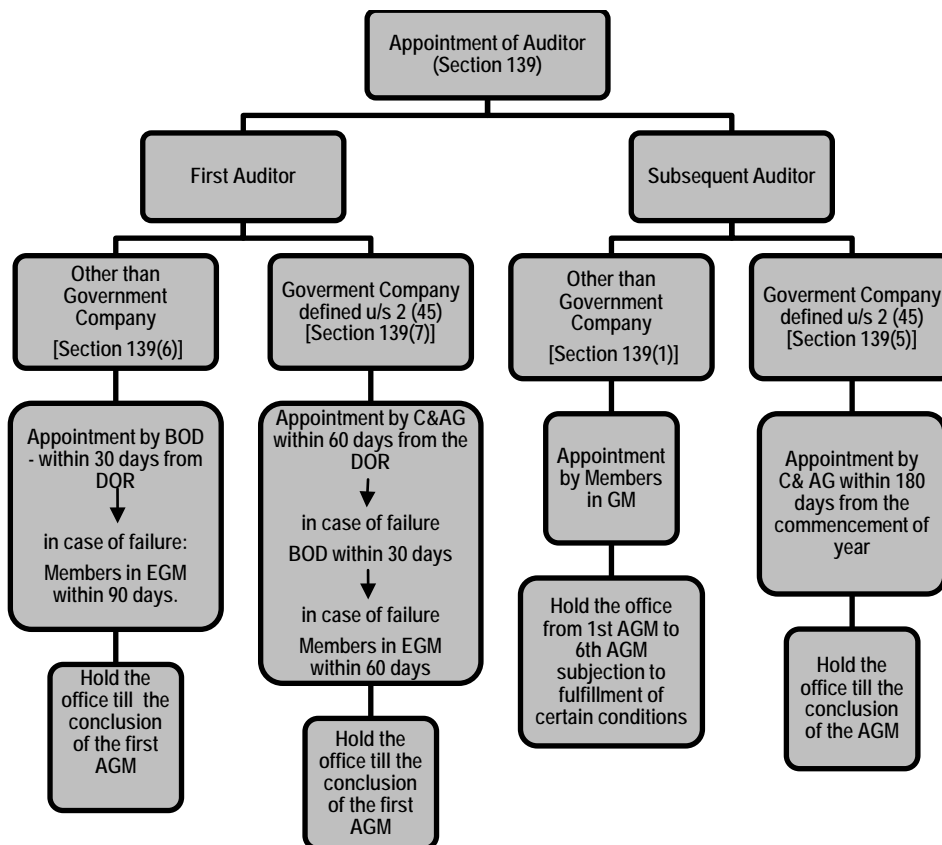 Appointment of Auditor
(Section 139)
First Auditor
Subsequent Auditor
Other than
Government
Company
[Section 139(6)]
Goverment Company
defined u/s 2 (45)
[Section 139(7)]
Other than
Government
Company
[Section 139(1)]
Goverment Company
defined u/s 2 (45)
[Section 139(5)]
Appointment by BOD
- within 30 days from
DOR
in case of failure:
Members in EGM
within 90 days.
Appointment by C&AG
within 60 days from the
DOR
in case of failure
BOD within 30 days
in case of failure
Members in EGM
within 60 days
Appointment
by Members
in GM
Appointment by
C& AG within 180
days from the
commencement of
year
Hold the
office till the
conclusion
of the first
AGM
Hold the
office till the
conclusion
of the first
AGM
Hold the office
from 1st AGM to
6th AGM
subjection to
fulfillment of
certain conditions
Hold the
office till the
conclusion
of the AGM